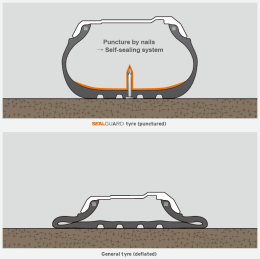 Puncture by nails
→ Self-sealing system
SEALGUARD tyre (punctured)
General tyre (deflated)